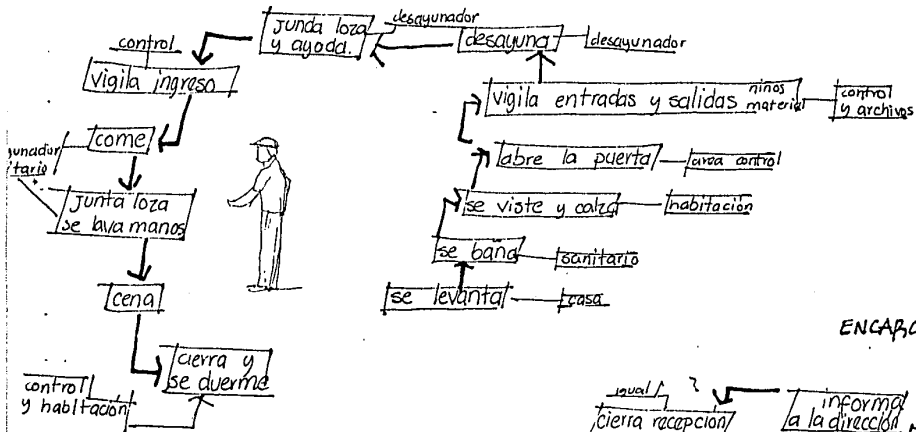 desayunador
junda loza
y ayuda.
desayuna
desayunador
control
vigila ingreso
vigila entradas y salidas niños
material
control
y archivos
come
abre la puerta
area control
junta loza
se lava manos
se viste y calza
habitación
se baña
sanitario
cena
se levanta
casa
cierra y
se duerme
control
y habitación
igual
?
cierra recepción
informa
a la dirección